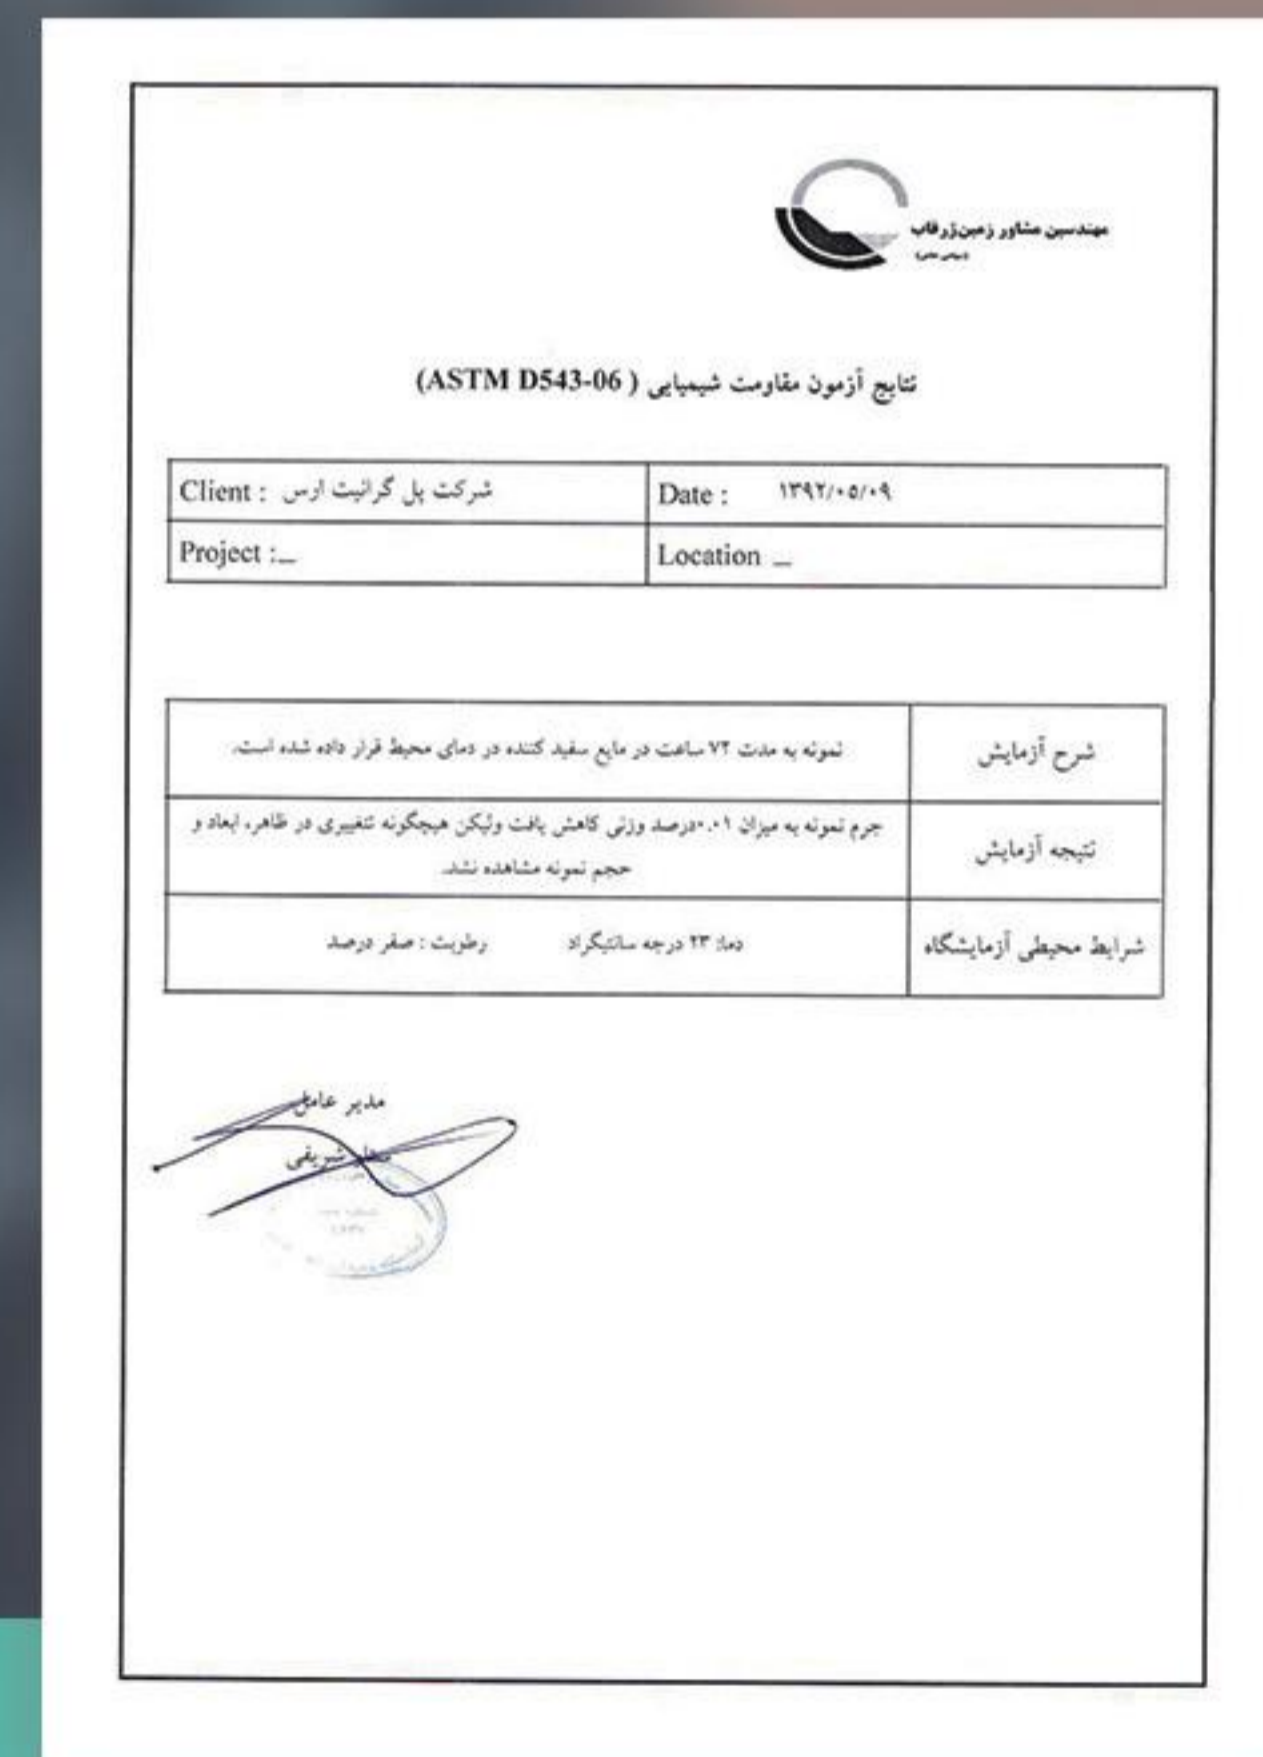 مهندسین مشاور زمین‌ژرفاب
نتایج آزمون مقاومت شیمیایی ( ASTM D543-06)
Client : شرکت پل گرانیت ارس
Date : ۱۳۹۲/۰۵/۰۹
Project :_
Location _
شرح آزمایش
نمونه به مدت ۷۲ ساعت در مایع سفید کننده در دمای محیط قرار داده شده است.
نتیجه آزمایش
جرم نمونه به میزان ۰.۰۱درصد وزنی کاهش یافت ولیکن هیچگونه تغییری در ظاهر، ابعاد و
حجم نمونه مشاهده نشد.
شرایط محیطی آزمایشگاه
دما: ۲۳ درجه سانتیگراد رطوبت : صفر درصد
مدیر عامل
شریفی